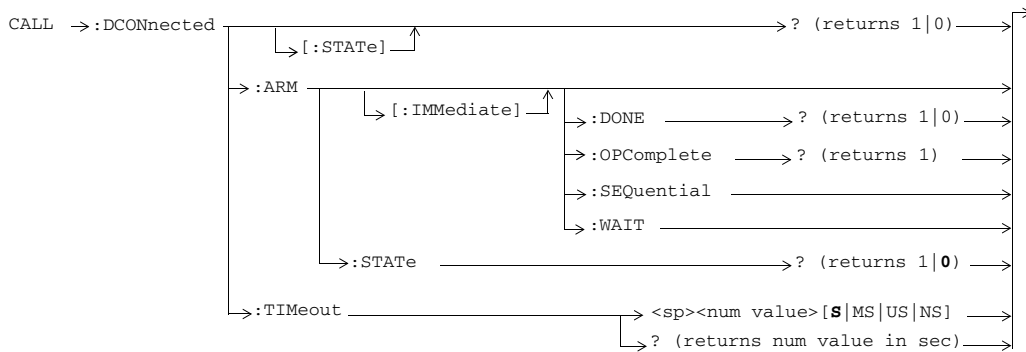 CALL :DCONnected ? (returns 1|0)
[:STATe]
:ARM
[:IMMediate]
:DONE ? (returns 1|0)
:OPComplete ? (returns 1)
:SEQuential
:WAIT
:STATe ? (returns 1|0)
:TIMeout <sp><num value>[S|MS|US|NS]
? (returns num value in sec)